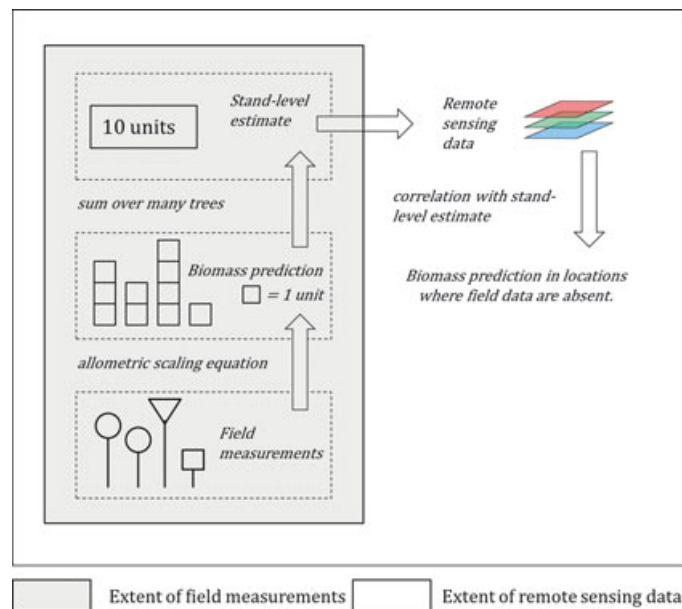 Stand-level
estimate
10 units
Remote
sensing
data
sum over many trees
correlation with stand-
level estimate
Biomass prediction
= 1 unit
Biomass prediction in locations
where field data are absent.
allometric scaling equation
Field
measurements
Extent of field measurements
Extent of remote sensing data